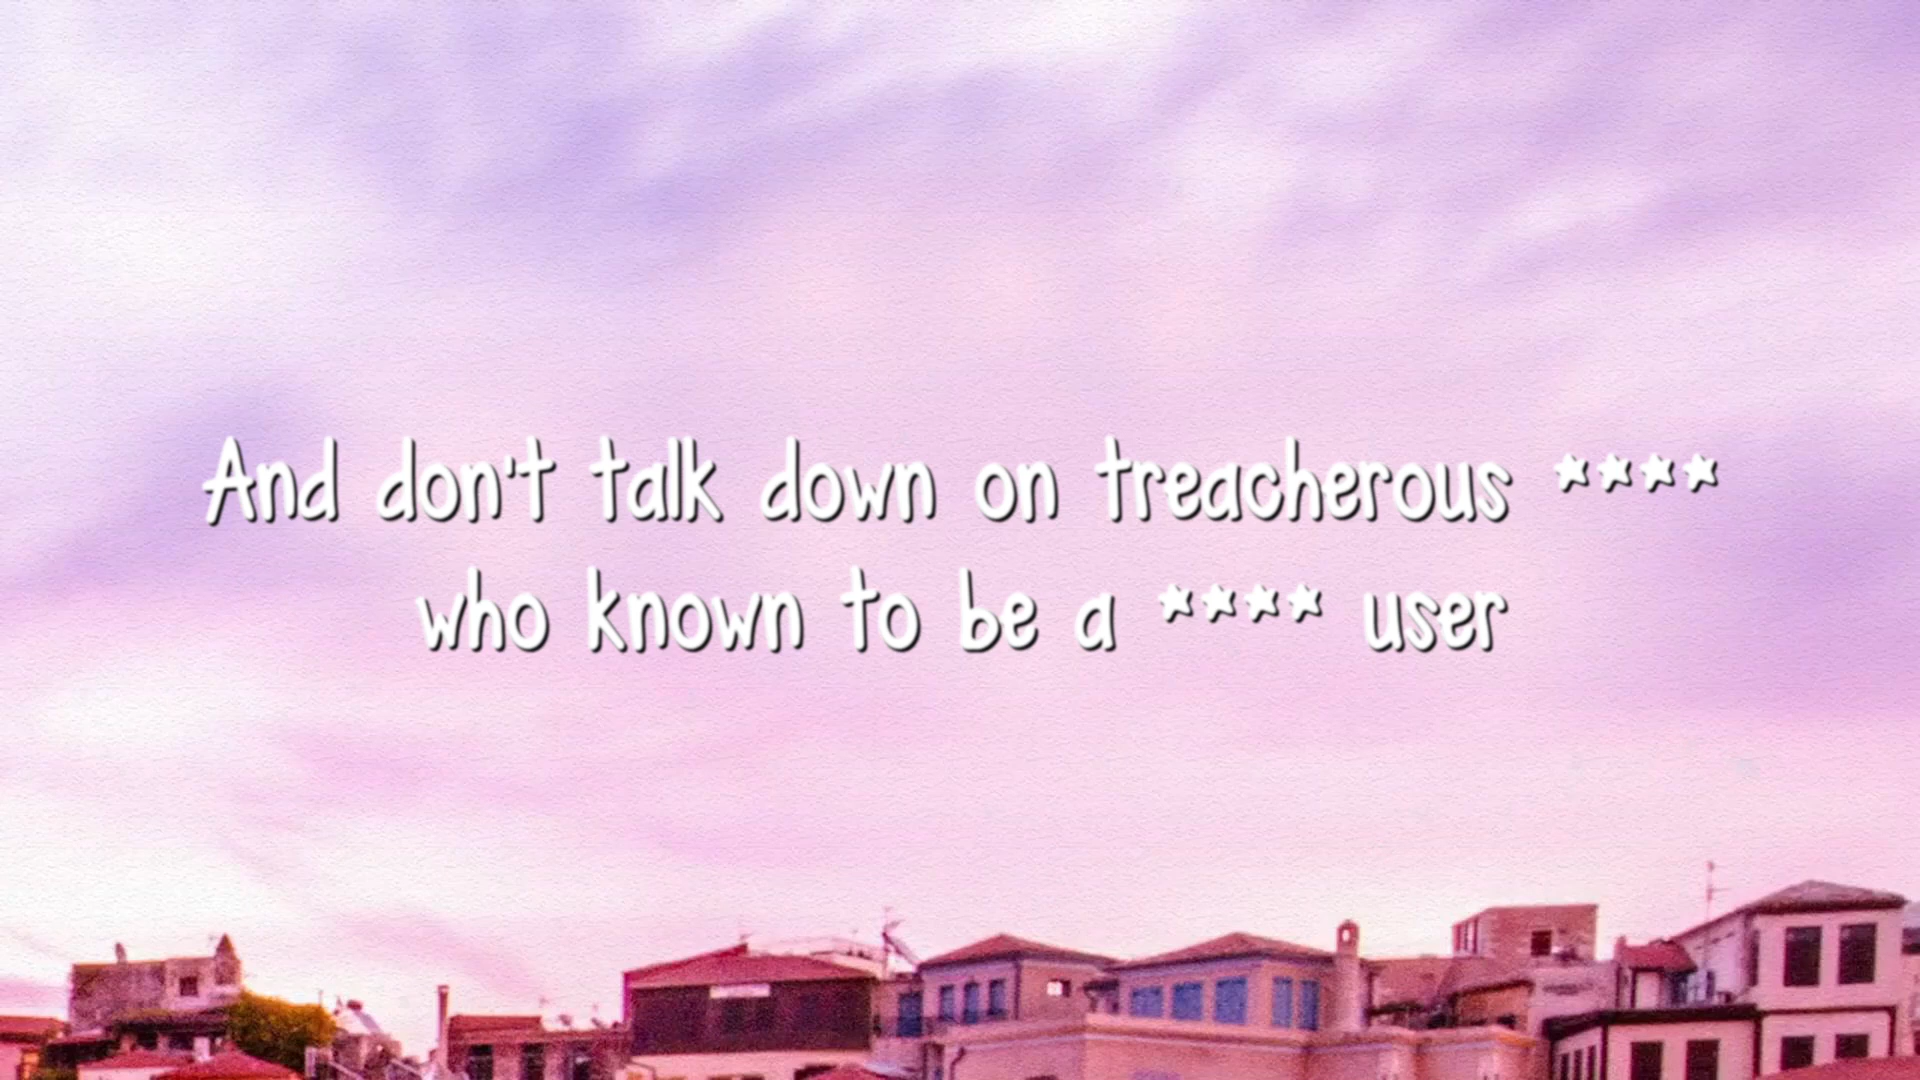 And don't talk down on treacherous ****
who known to be a **** user